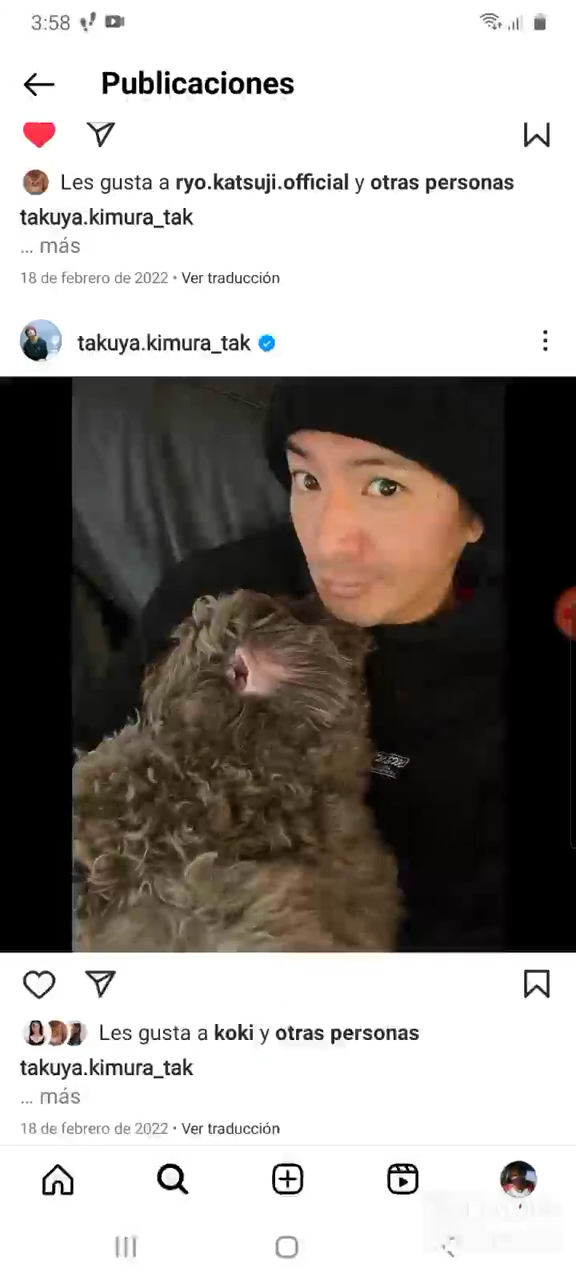 3:58
Publicaciones
Les gusta a ryo.katsuji.official y otras personas
takuya.kimura_tak
... más
18 de febrero de 2022 • Ver traducción
takuya.kimura_tak
Les gusta a koki y otras personas
takuya.kimura_tak
... más
18 de febrero de 2022 • Ver traducción